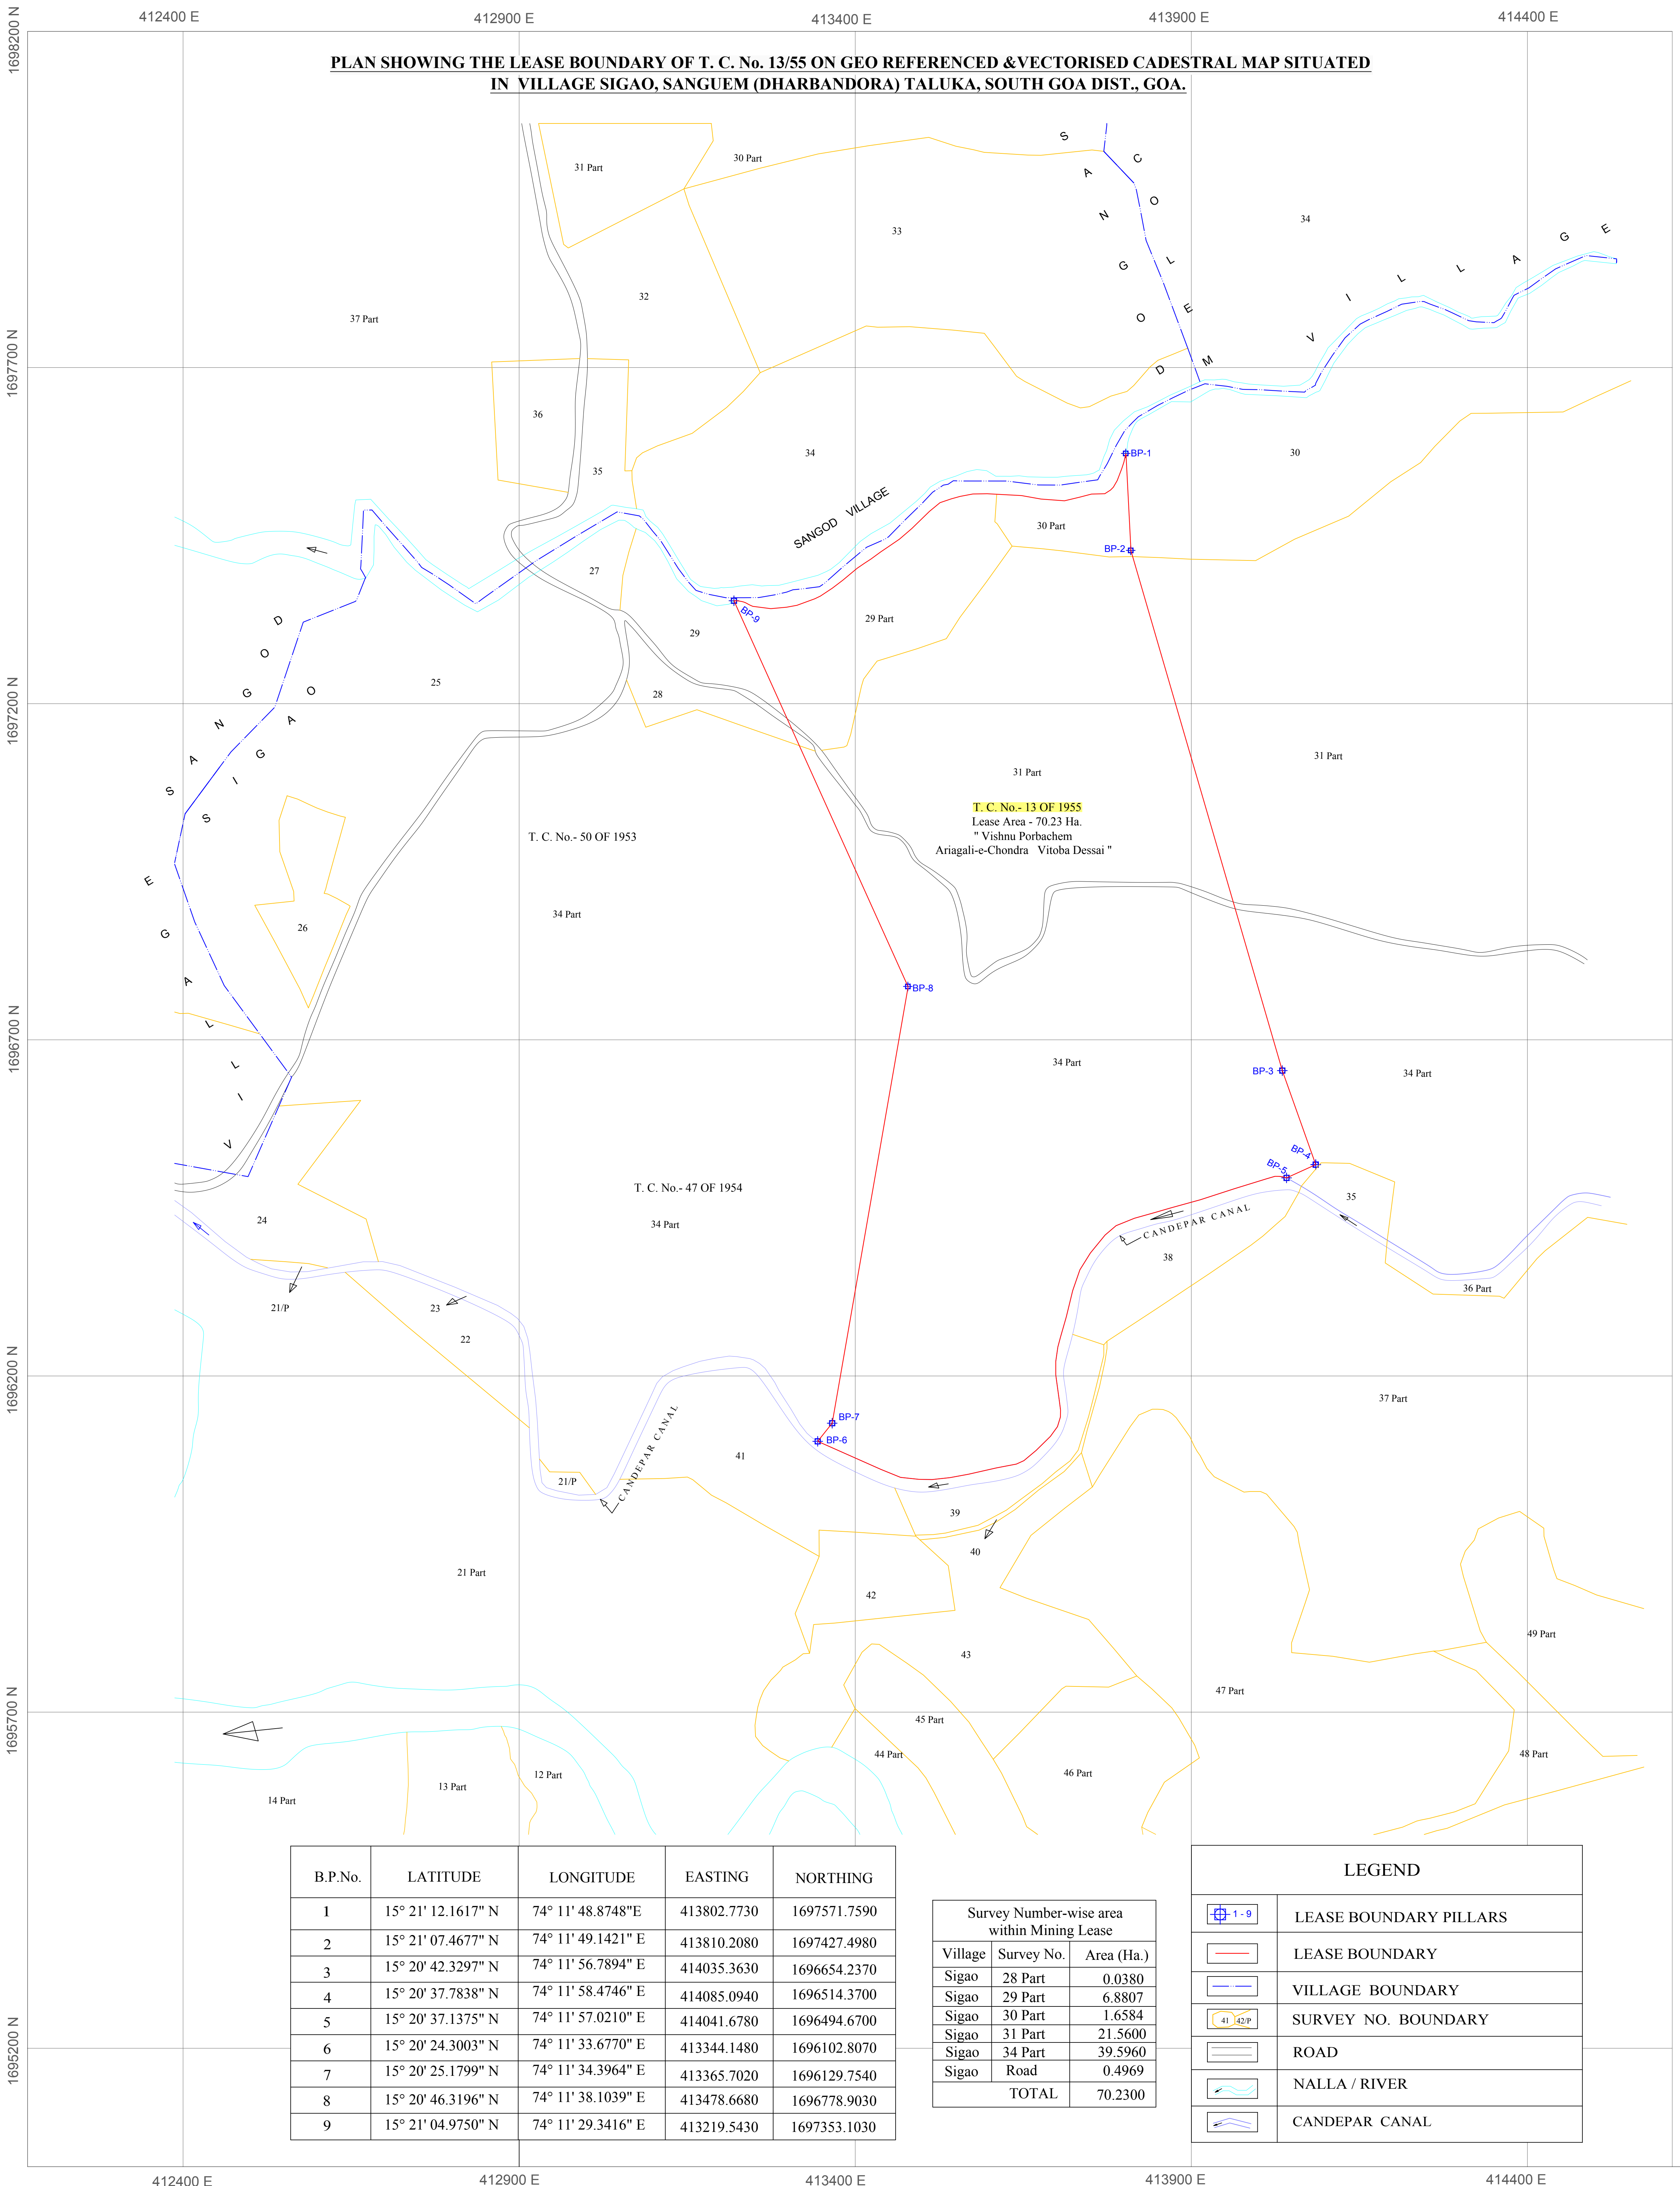 412400 E 412900 E 413400 E 413900 E 414400 E
1698200 N
PLAN SHOWING THE LEASE BOUNDARY OF T. C. No. 13/55 ON GEO REFERENCED &VECTORISED CADESTRAL MAP SITUATED
IN VILLAGE SIGAO, SANGUEM (DHARBANDORA) TALUKA, SOUTH GOA DIST., GOA.
31 Part
30 Part
33
34
32
37 Part
SANGOD
COLEM VILLAGE
1697700 N
36
35
34
BP-1
30
SANGOD VILLAGE
30 Part
BP-2
27
BP-9
29
29 Part
25
28
1697200 N
SANGOD
SIGAO
31 Part
31 Part
T. C. No.- 13 OF 1955
Lease Area - 70.23 Ha.
" Vishnu Porbachem
Ariagali-e-Chondra Vitoba Dessai "
T. C. No.- 50 OF 1953
34 Part
26
VILLAGE
BP-8
1696700 N
34 Part
BP-3
34 Part
BP-4
BP-5
T. C. No.- 47 OF 1954
34 Part
24
35
CANDEPAR CANAL
38
36 Part
21/P
23
22
1696200 N
37 Part
BP-7
BP-6
CANDEPAR CANAL
41
21/P
39
40
21 Part
42
43
49 Part
47 Part
1695700 N
45 Part
44 Part
46 Part
48 Part
12 Part
13 Part
14 Part
B.P.No. LATITUDE LONGITUDE EASTING NORTHING
1 15° 21' 12.1617" N 74° 11' 48.8748"E 413802.7730 1697571.7590
2 15° 21' 07.4677" N 74° 11' 49.1421" E 413810.2080 1697427.4980
3 15° 20' 42.3297" N 74° 11' 56.7894" E 414035.3630 1696654.2370
4 15° 20' 37.7838" N 74° 11' 58.4746" E 414085.0940 1696514.3700
5 15° 20' 37.1375" N 74° 11' 57.0210" E 414041.6780 1696494.6700
6 15° 20' 24.3003" N 74° 11' 33.6770" E 413344.1480 1696102.8070
7 15° 20' 25.1799" N 74° 11' 34.3964" E 413365.7020 1696129.7540
8 15° 20' 46.3196" N 74° 11' 38.1039" E 413478.6680 1696778.9030
9 15° 21' 04.9750" N 74° 11' 29.3416" E 413219.5430 1697353.1030
Survey Number-wise area
within Mining Lease
Village Survey No. Area (Ha.)
Sigao 28 Part 0.0380
Sigao 29 Part 6.8807
Sigao 30 Part 1.6584
Sigao 31 Part 21.5600
Sigao 34 Part 39.5960
Sigao Road 0.4969
TOTAL 70.2300
LEGEND
1 - 9 LEASE BOUNDARY PILLARS
LEASE BOUNDARY
VILLAGE BOUNDARY
41 42/P SURVEY NO. BOUNDARY
ROAD
NALLA / RIVER
CANDEPAR CANAL
1695200 N
412400 E 412900 E 413400 E 413900 E 414400 E